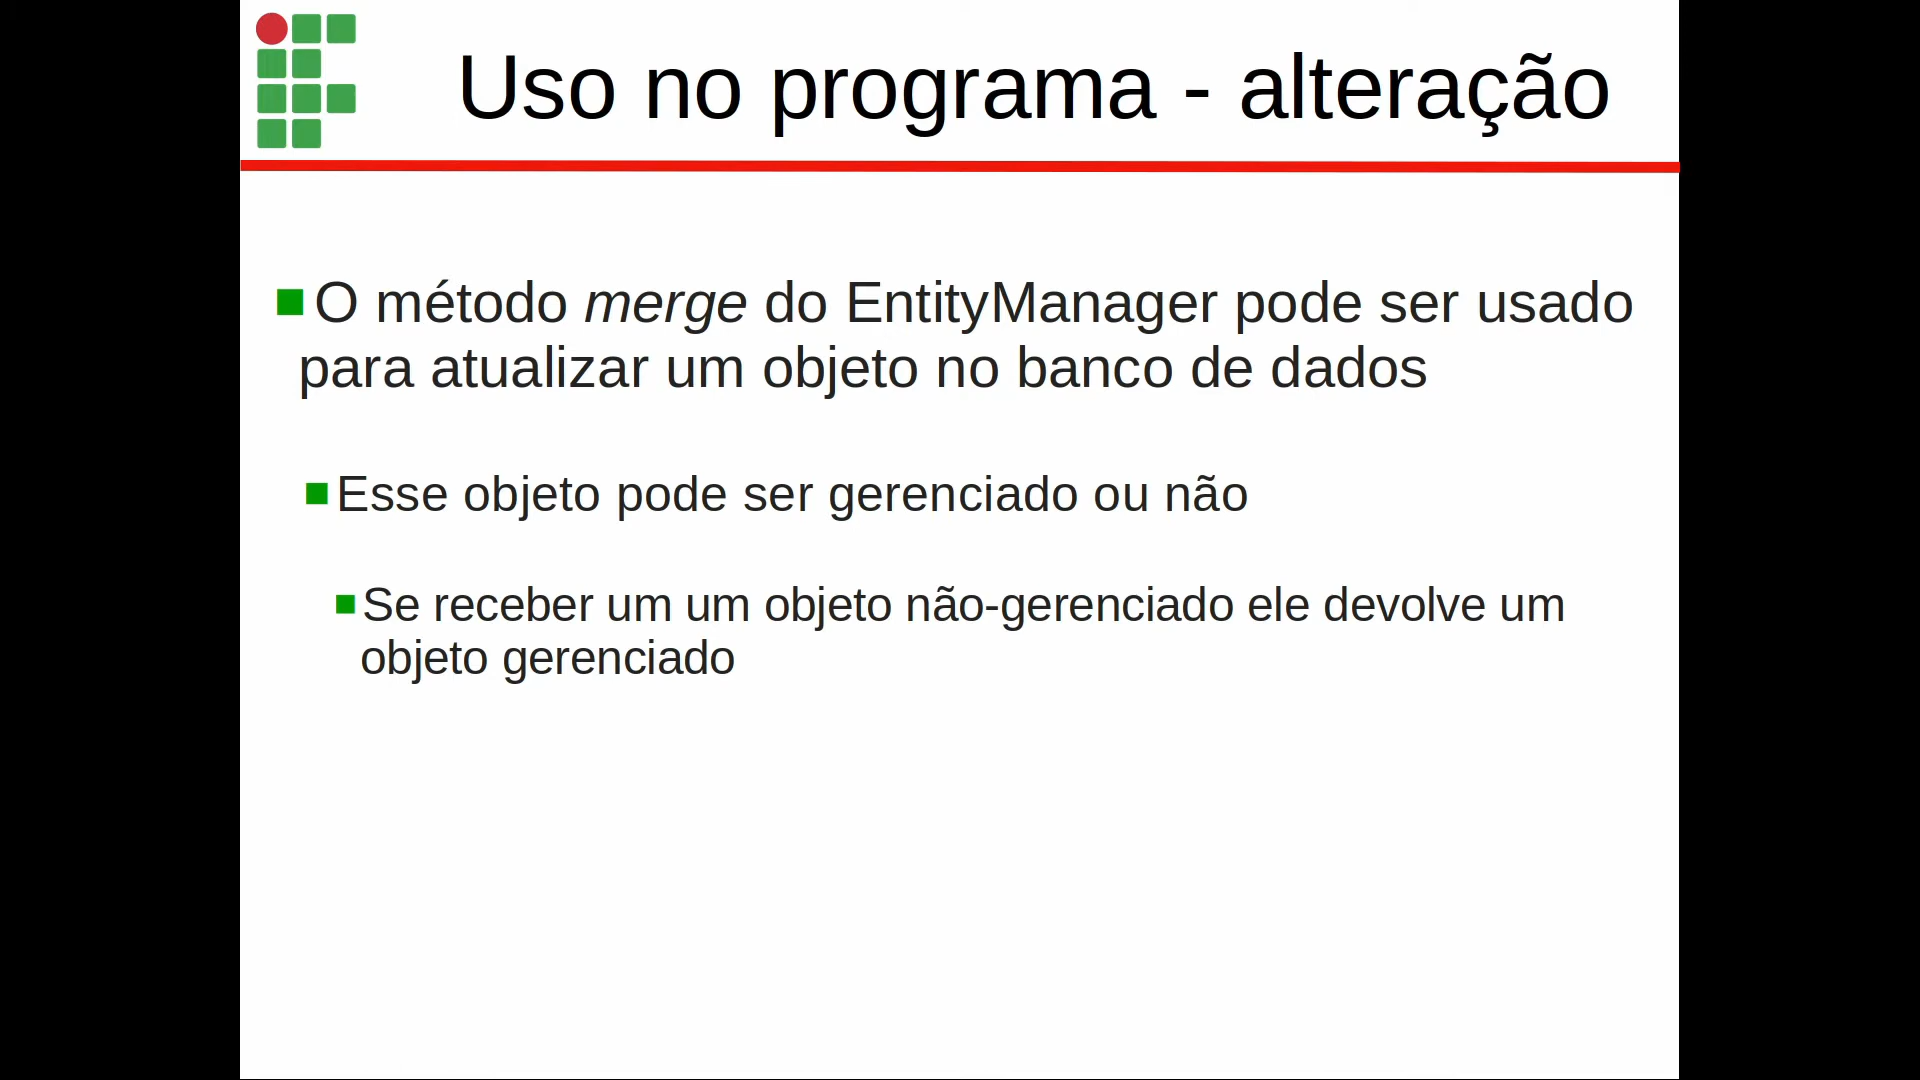 Uso no programa - alteração
O método merge do EntityManager pode ser usado
para atualizar um objeto no banco de dados
Esse objeto pode ser gerenciado ou não
Se receber um um objeto não-gerenciado ele devolve um
objeto gerenciado